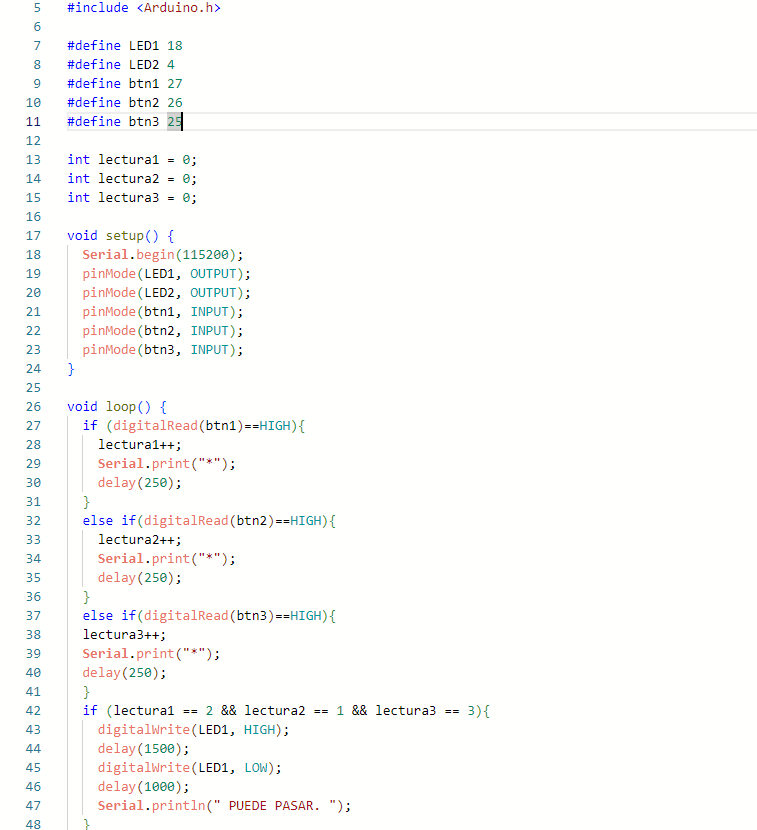 5 #include <Arduino.h>
6
7 #define LED1 18
8 #define LED2 4
9 #define btn1 27
10 #define btn2 26
11 #define btn3 25
12
13 int lectura1 = 0;
14 int lectura2 = 0;
15 int lectura3 = 0;
16
17 void setup() {
18   Serial.begin(115200);
19   pinMode(LED1, OUTPUT);
20   pinMode(LED2, OUTPUT);
21   pinMode(btn1, INPUT);
22   pinMode(btn2, INPUT);
23   pinMode(btn3, INPUT);
24 }
25
26 void loop() {
27   if (digitalRead(btn1)==HIGH){
28     lectura1++;
29     Serial.print("*");
30     delay(250);
31   }
32   else if(digitalRead(btn2)==HIGH){
33     lectura2++;
34     Serial.print("*");
35     delay(250);
36   }
37   else if(digitalRead(btn3)==HIGH){
38   lectura3++;
39   Serial.print("*");
40   delay(250);
41   }
42   if (lectura1 == 2 && lectura2 == 1 && lectura3 == 3){
43     digitalWrite(LED1, HIGH);
44     delay(1500);
45     digitalWrite(LED1, LOW);
46     delay(1000);
47     Serial.println(" PUEDE PASAR. ");
48   }